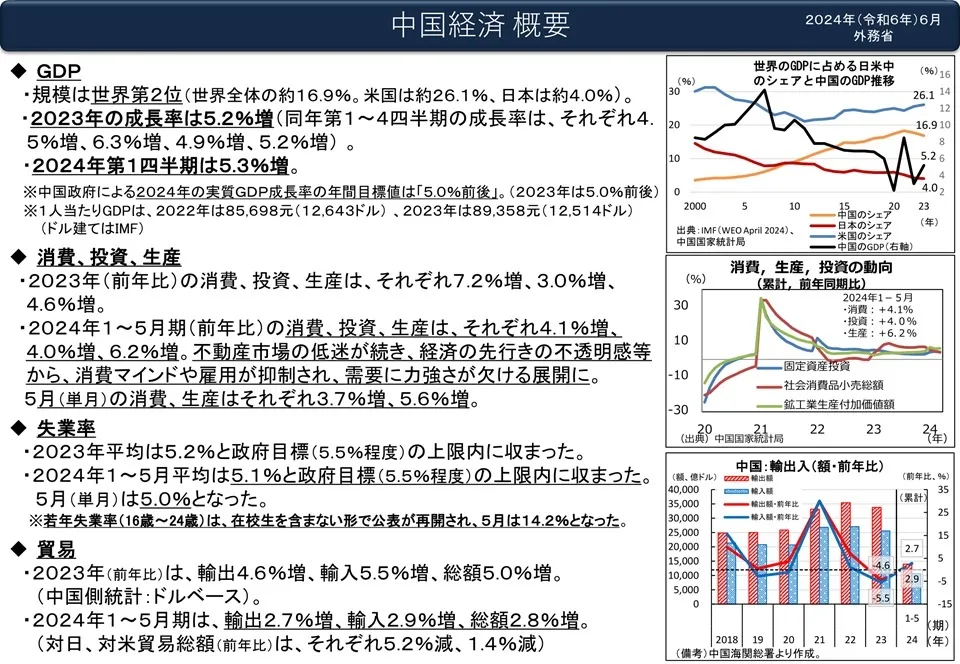 中国経済 概要
2024年(令和6年)6月
外務省
◆ GDP
・規模は世界第2位(世界全体の約16.9%。米国は約26.1%、日本は約4.0%)。
・2023年の成長率は5.2%増(同年第1～4四半期の成長率は、それぞれ4.
5%増、6.3%増、4.9%増、5.2%増) 。
・2024年第1四半期は5.3%増。
※中国政府による2024年の実質GDP成長率の年間目標値は「5.0%前後」。(2023年は5.0%前後)
※1人当たりGDPは、2022年は85,698元(12,643ドル) 、2023年は89,358元(12,514ドル)
(ドル建てはIMF)
◆ 消費、投資、生産
・2023年(前年比)の消費、投資、生産は、それぞれ7.2%増、3.0%増、
4.6%増。
・2024年1～5月期(前年比)の消費、投資、生産は、それぞれ4.1%増、
4.0%増、6.2%増。不動産市場の低迷が続き、経済の先行きの不透明感等
から、消費マインドや雇用が抑制され、需要に力強さが欠ける展開に。
5月(単月)の消費、生産はそれぞれ3.7%増、5.6%増。
◆ 失業率
・2023年平均は5.2%と政府目標(5.5%程度)の上限内に収まった。
・2024年1～5月平均は5.1%と政府目標(5.5%程度)の上限内に収まった。
5月(単月)は5.0%となった。
※若年失業率(16歳～24歳)は、在校生を含まない形で公表が再開され、5月は14.2%となった。
◆ 貿易
・2023年(前年比)は、輸出4.6%増、輸入5.5%増、総額5.0%増。
(中国側統計:ドルベース)。
・2024年1～5月期は、輸出2.7%増、輸入2.9%増、総額2.8%増。
(対日、対米貿易総額(前年比)は、それぞれ5.2%減、1.4%減)
世界のGDPに占める日米中
のシェアと中国のGDP推移
(%)
(%)
30
20
10
0
16
14
12
10
8
6
4
2
26.1
16.9
5.2
4.0
2000 5 10 15 20 23
(年)
中国のシェア
日本のシェア
米国のシェア
中国のGDP(右軸)
出典:IMF(WEO April 2024)、
中国国家統計局
消費,生産,投資の動向
(累計,前年同期比)
(%)
2024年1－5月
・消費:+4.1%
・投資:+4.0%
・生産:+6.2%
30
10
-10
-30
固定資産投資
社会消費品小売総額
鉱工業生産付加価値額
20 21 22 23 24
(年)
(出典)中国国家統計局
中国:輸出入(額・前年比)
(額、億ドル)
(前年比、%)
輸出額
輸入額
輸出額・前年比
輸入額・前年比
(累計)
40,000
35,000
30,000
25,000
20,000
15,000
10,000
5,000
0
35
25
15
5
-5
-15
2.7
-4.6
2.9
-5.5
1-5
(期)
2018 19 20 21 22 23 24 (年)
(備考)中国海関総署より作成。